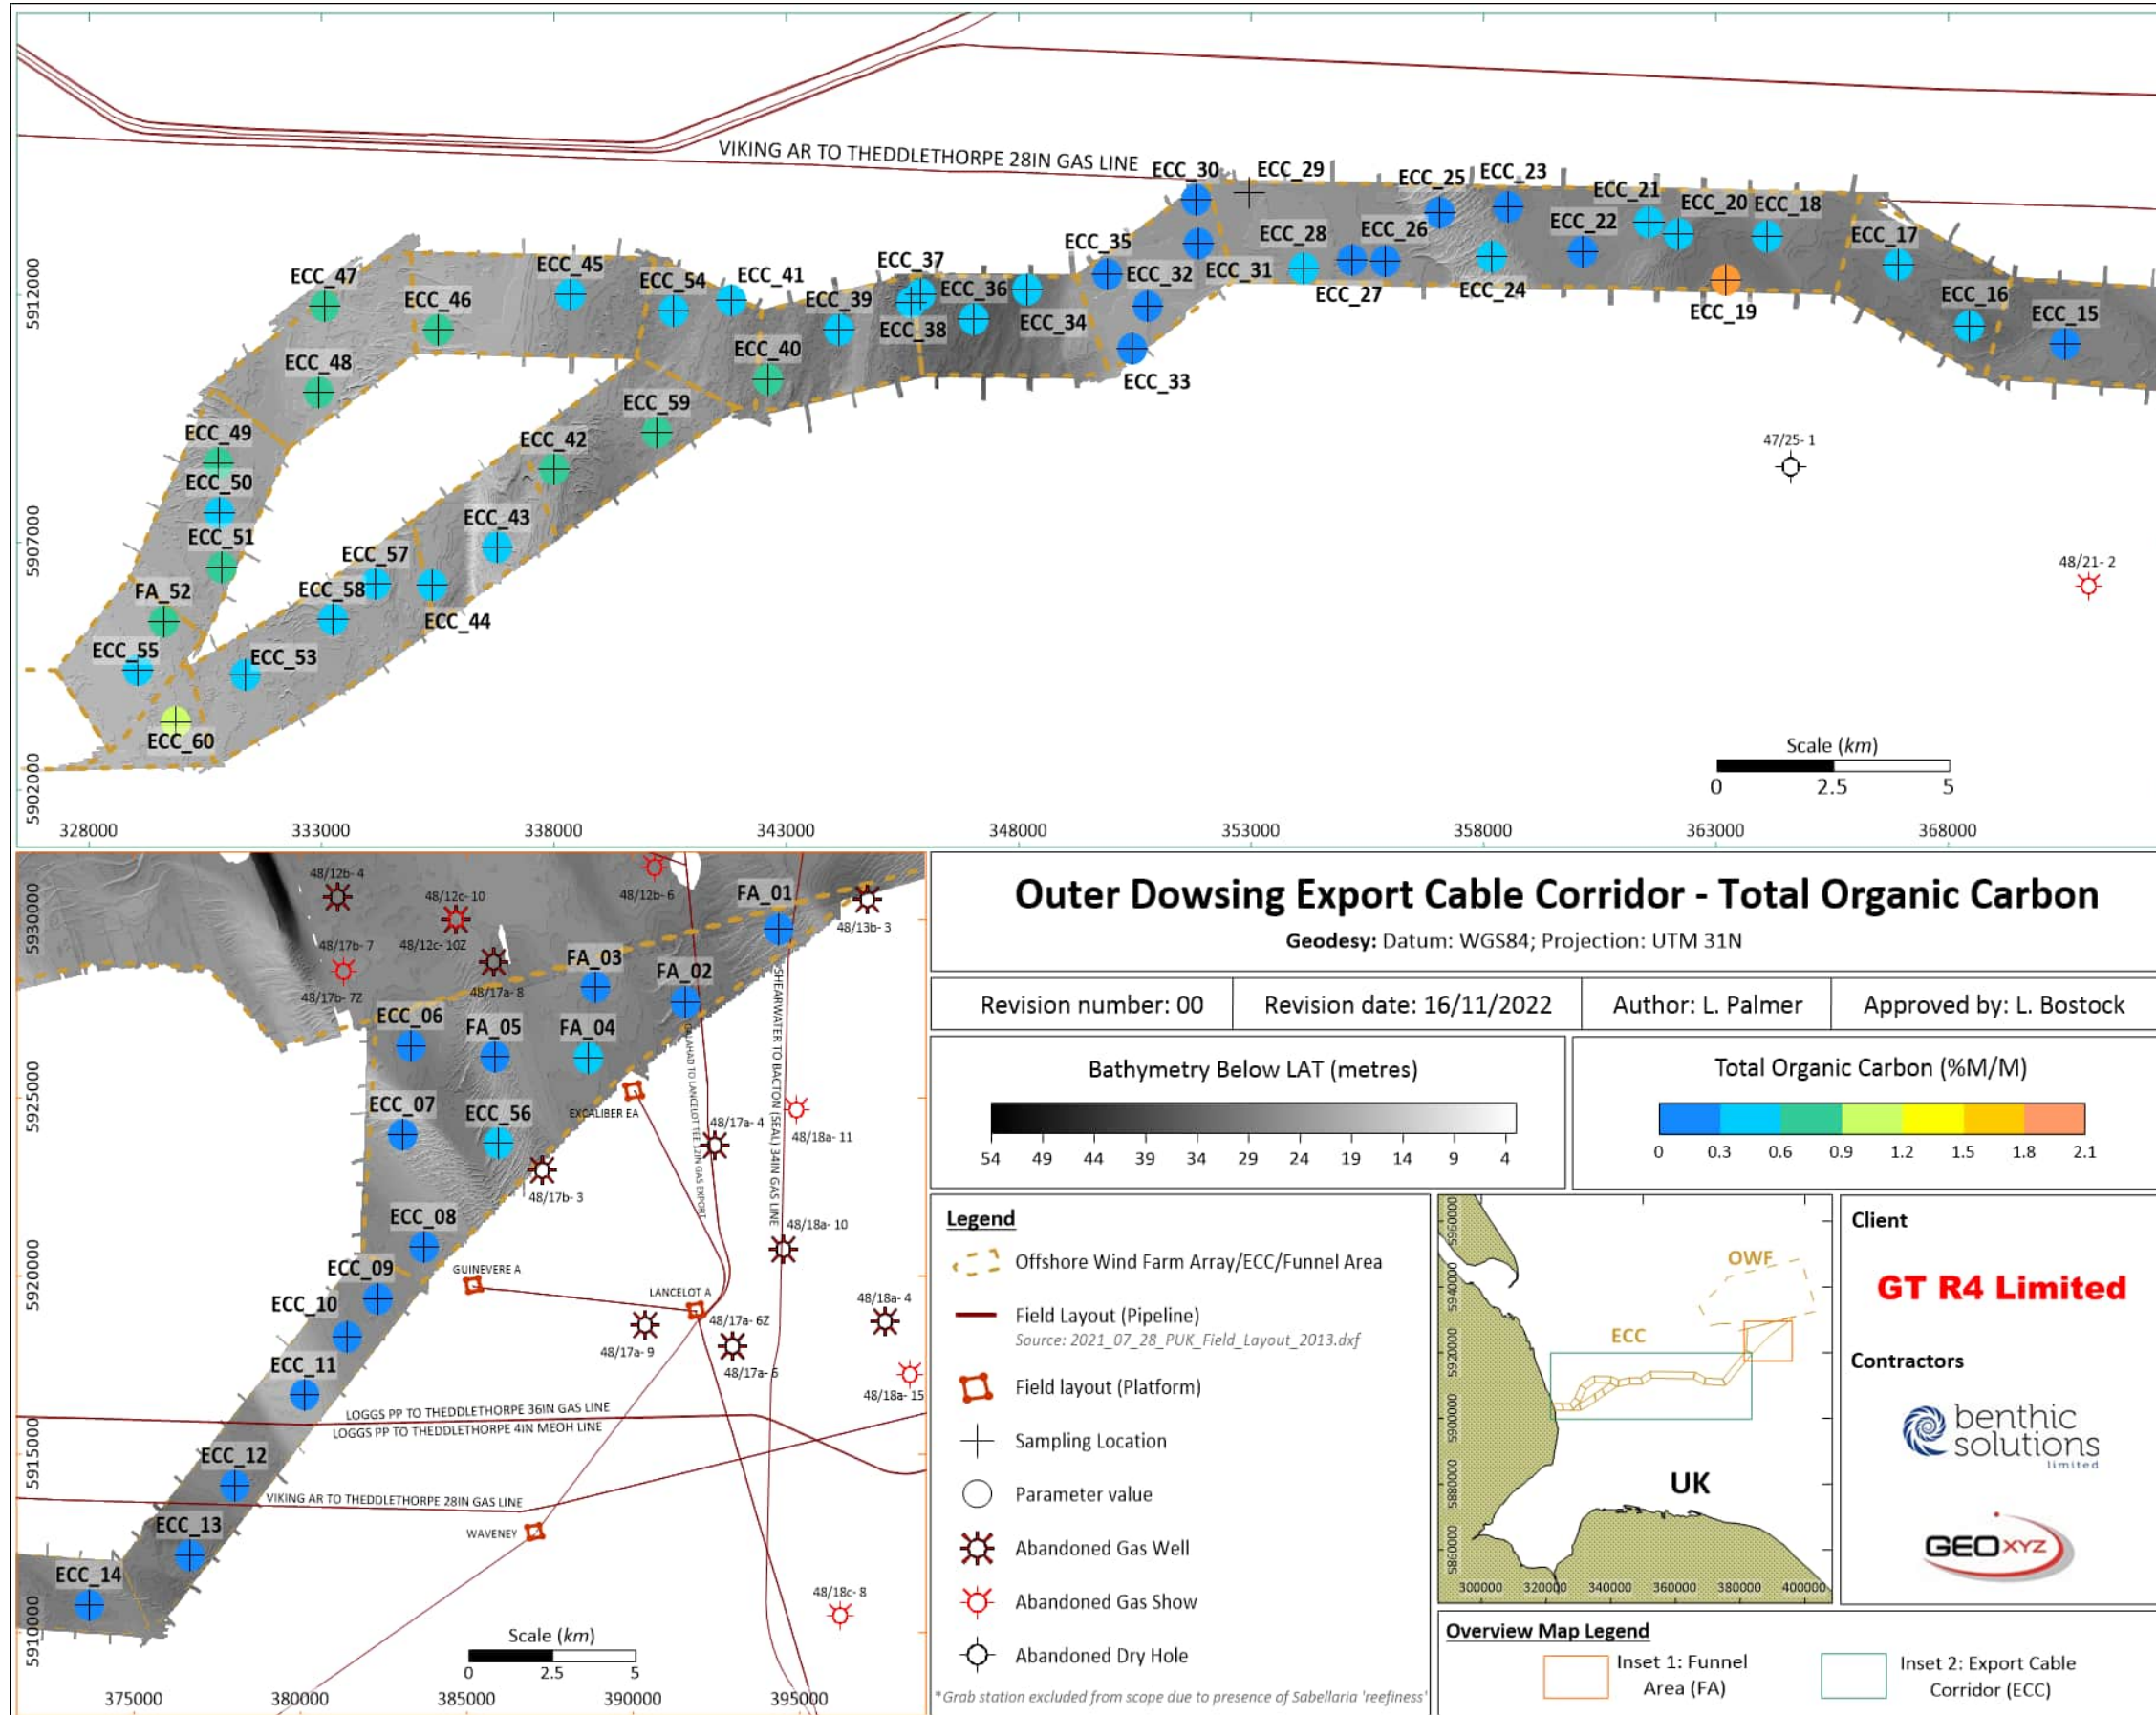 VIKING AR TO THEDDLETHORPE 28IN GAS LINE
ECC_30
ECC_29
ECC_25
ECC_23
ECC_21
ECC_20
ECC_18
ECC_22
ECC_17
ECC_28
ECC_26
ECC_35
ECC_32
ECC_31
ECC_27
ECC_24
ECC_19
ECC_16
ECC_15
ECC_47
ECC_46
ECC_45
ECC_54
ECC_41
ECC_37
ECC_39
ECC_36
ECC_38
ECC_34
ECC_33
ECC_40
ECC_48
ECC_59
ECC_49
ECC_42
ECC_50
ECC_43
ECC_51
ECC_57
ECC_58
FA_52
ECC_44
ECC_55
ECC_53
ECC_60
47/25- 1
48/21- 2
5912000
5907000
5902000
Scale (km)
0 2.5 5
328000 333000 338000 343000 348000 353000 358000 363000 368000
48/12b- 4
48/12c- 10
48/12b- 6
FA_01
48/13b- 3
48/17b- 7
48/12c- 10Z
48/17b- 7Z
48/17a- 8
FA_03
FA_02
ECC_06
FA_05
FA_04
ECC_07
ECC_56
EXCALIBER EA
48/17a- 4
48/18a- 11
48/17b- 3
SHEARWATER TO BACTON (SEAL) 34IN GAS LINE
ECC_08
48/18a- 10
ECC_09
GUINEVERE A
LANCELOT A
ECC_10
48/17a- 6Z
48/18a- 4
48/17a- 9
ECC_11
48/18a- 15
LOGGS PP TO THEDDLETHORPE 36IN GAS LINE
LOGGS PP TO THEDDLETHORPE 4IN MEOH LINE
ECC_12
VIKING AR TO THEDDLETHORPE 28IN GAS LINE
ECC_13
WAVENEY
ECC_14
48/18c- 8
5930000
5925000
5920000
5915000
5910000
Scale (km)
0 2.5 5
375000 380000 385000 390000 395000
Outer Dowsing Export Cable Corridor - Total Organic Carbon
Geodesy: Datum: WGS84; Projection: UTM 31N
Revision number: 00
Revision date: 16/11/2022
Author: L. Palmer
Approved by: L. Bostock
Bathymetry Below LAT (metres)
54 49 44 39 34 29 24 19 14 9 4
Total Organic Carbon (%M/M)
0 0.3 0.6 0.9 1.2 1.5 1.8 2.1
Legend
Offshore Wind Farm Array/ECC/Funnel Area
Field Layout (Pipeline)
Source: 2021_07_28_PUK_Field_Layout_2013.dxf
Field layout (Platform)
Sampling Location
Parameter value
Abandoned Gas Well
Abandoned Gas Show
Abandoned Dry Hole
*Grab station excluded from scope due to presence of Sabellaria 'reefiness'
OWF
ECC
UK
5940000
5920000
5900000
5880000
5860000
300000 320000 340000 360000 380000 400000
Client
GT R4 Limited
Contractors
benthic
solutions
limited
GEOXYZ
Overview Map Legend
Inset 1: Funnel
Area (FA)
Inset 2: Export Cable
Corridor (ECC)